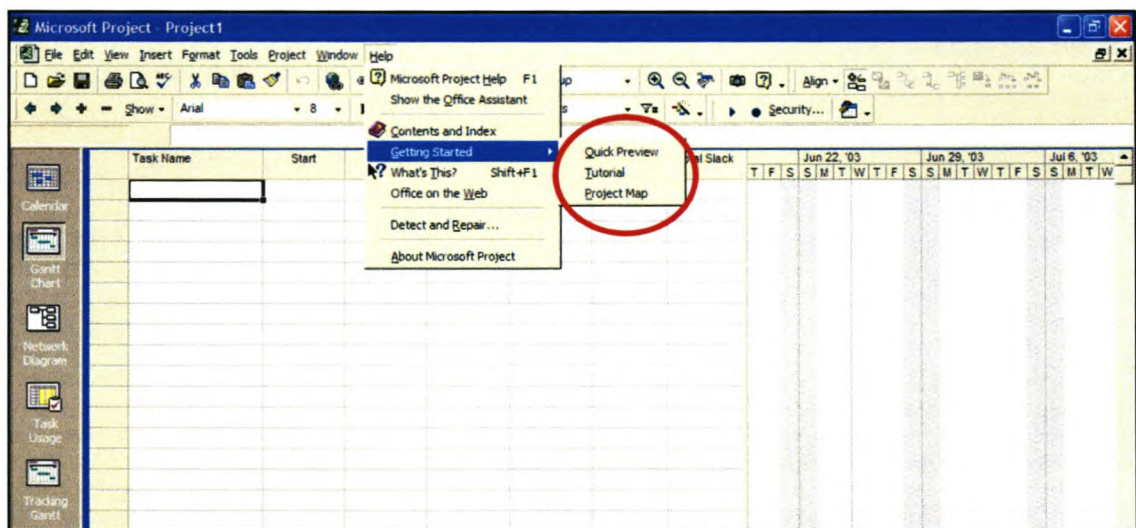 Microsoft Project - Project1
File Edit View Insert Format Tools Project Window Help
Microsoft Project Help F1
Align
Show the Office Assistant
Show Arial 8
Security...
Contents and Index
Getting Started
Quick Preview
Task Name Start Slack Jun 22, '03 Jun 29, '03 Jul 6, '03
T F S S M T W T F S S M T W T F S S M T W
What's This? Shift+F1
Tutorial
Office on the Web
Project Map
Calendar
Detect and Repair...
Gantt Chart
About Microsoft Project
Network Diagram
Task Usage
Tracking Gantt